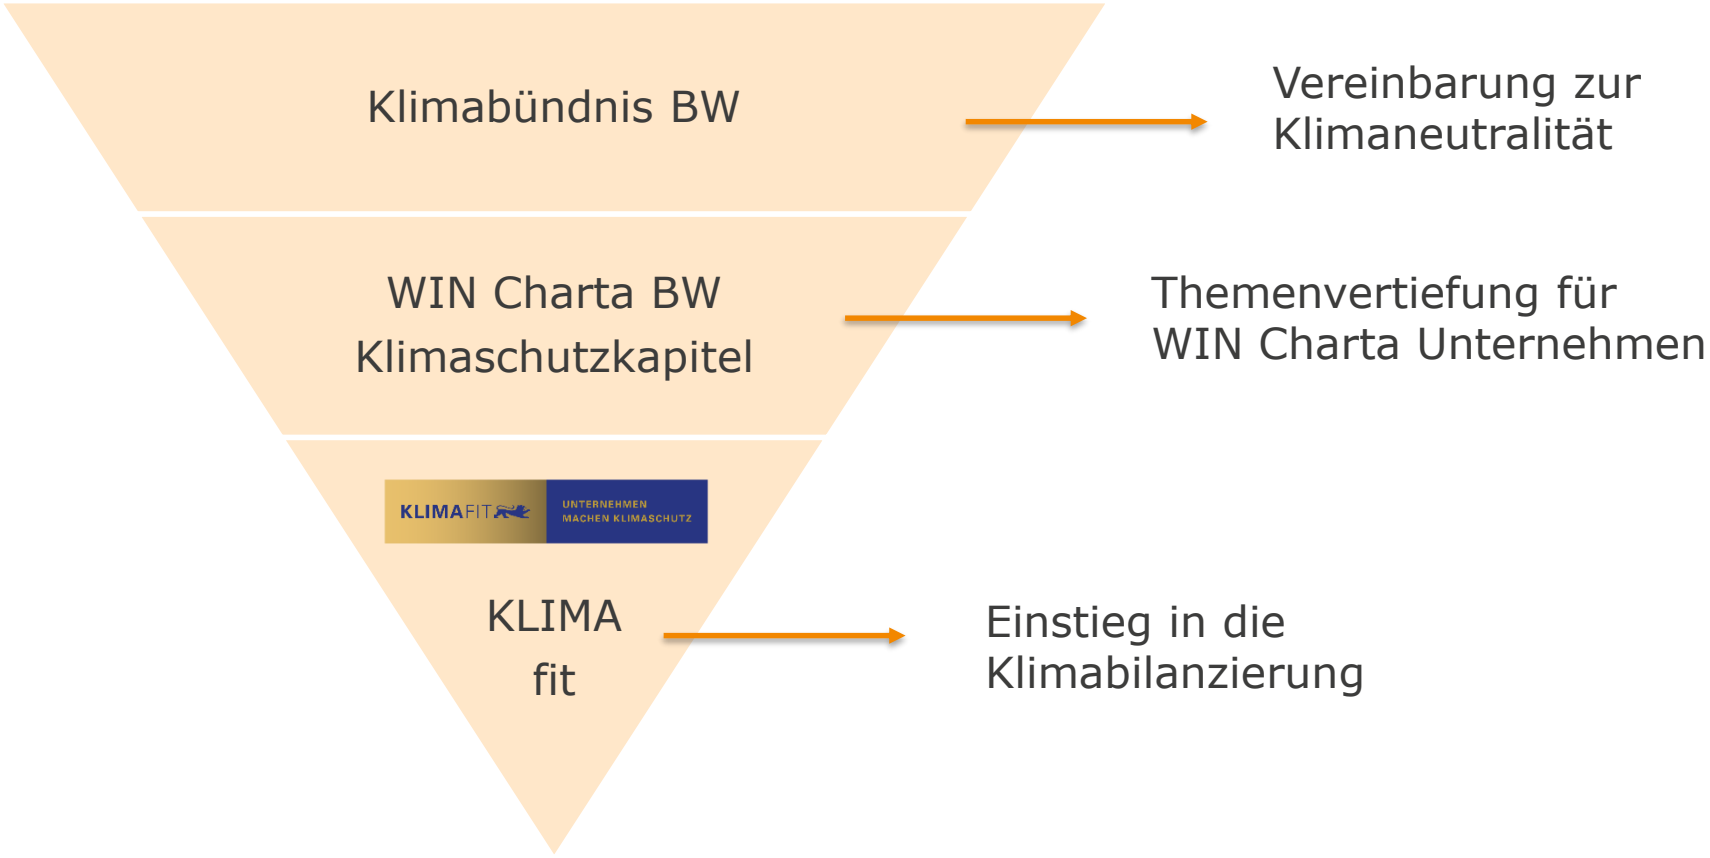 Klimabündnis BW
Vereinbarung zur
Klimaneutralität
WIN Charta BW
Klimaschutzkapitel
Themenvertiefung für
WIN Charta Unternehmen
KLIMAFIT
UNTERNEHMEN
MACHEN KLIMASCHUTZ
KLIMA
fit
Einstieg in die
Klimabilanzierung